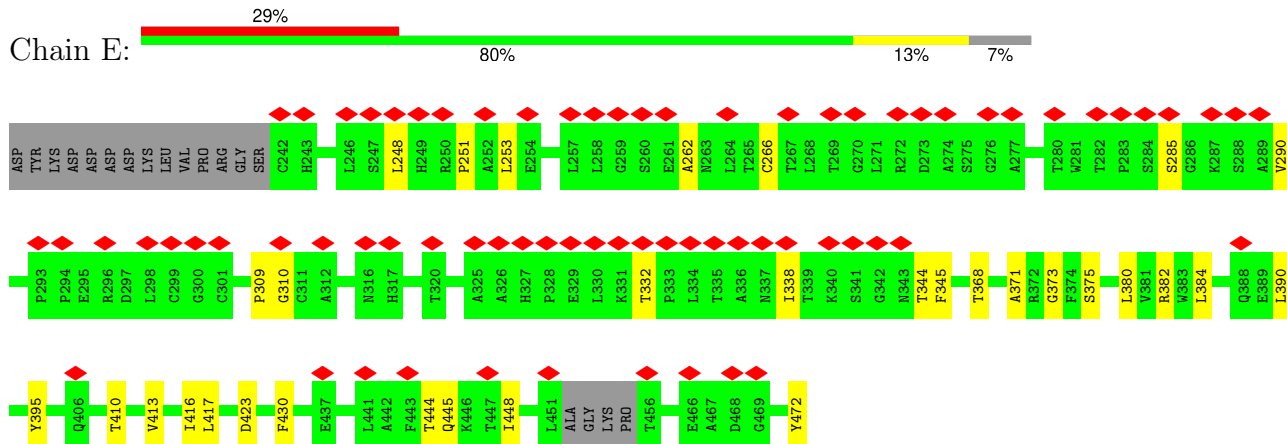 29%
Chain E:
80% 13% 7%
ASP TYR LYS ASP ASP ASP ASP LYS LEU VAL PRO ARG GLY SER C242 H243 L246 S247 L248 H249 R250 P251 A252 L253 E254 L257 L258 G259 S260 E261 A262 N263 L264 T265 C266 T267 L268 T269 G270 L271 R272 D273 A274 S275 G276 A277 T280 W281 T282 P283 S284 S285 G286 K287 S288 A289 V290
P293 P294 E295 R296 D297 L298 C299 G300 C301 P309 G310 C311 A312 N316 H317 T320 A325 A326 H327 P328 E329 L330 K331 T332 P333 L334 T335 A336 N337 I338 T339 K340 S341 G342 N343 T344 F345 T368 A371 R372 G373 F374 S375 L380 V381 R382 W383 L384 Q388 E389 L390
Y395 Q406 T410 V413 I416 L417 D423 F430 E437 L441 A442 F443 T444 Q445 K446 T447 I448 L451 ALA GLY LYS PRO T456 E466 A467 D468 G469 Y472